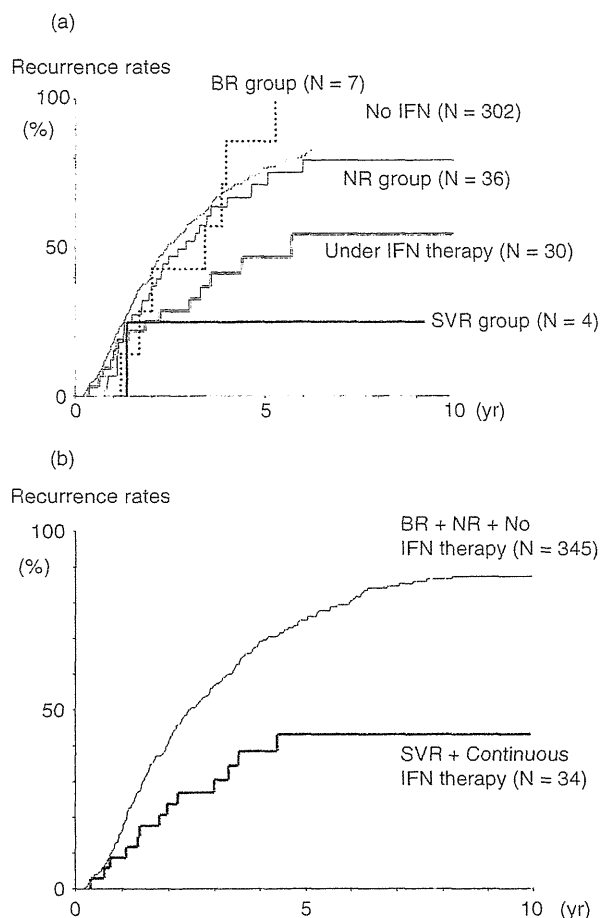 (a)
Recurrence rates
100
(%)
BR group (N = 7)
No IFN (N = 302)
NR group (N = 36)
50
Under IFN therapy (N = 30)
SVR group (N = 4)
0
5
10 (yr)
(b)
Recurrence rates
100
(%)
BR + NR + No
IFN therapy (N = 345)
50
SVR + Continuous
IFN therapy (N = 34)
0
0
5
10 (yr)